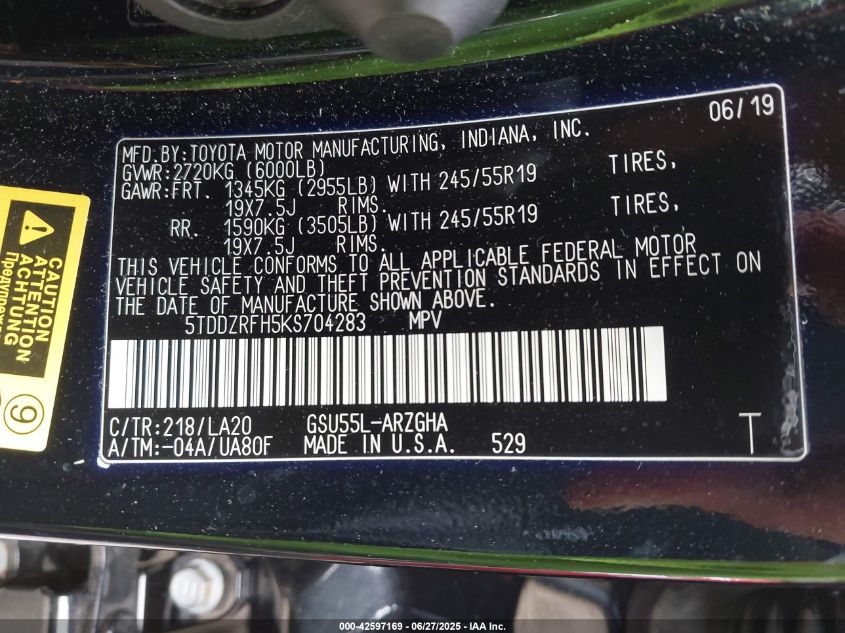 06/19
MFD.BY:TOYOTA MOTOR MANUFACTURING, INDIANA, INC.
GVWR:2720KG (6000LB)
GAWR:FRT. 1345KG (2955LB) WITH 245/55R19 TIRES,
19X7.5J RIMS.
RR. 1590KG (3505LB) WITH 245/55R19 TIRES,
19X7.5J RIMS.
THIS VEHICLE CONFORMS TO ALL APPLICABLE FEDERAL MOTOR
VEHICLE SAFETY AND THEFT PREVENTION STANDARDS IN EFFECT ON
THE DATE OF MANUFACTURE SHOWN ABOVE.
5TDDZRFH5KS704283 MPV
C/TR:218/LA20 GSU55L-ARZGHA
A/TM:-04A/UA80F MADE IN U.S.A. 529 T
CAUTION
ATTENTION
ACHTUNG
9
000-42597169 - 06/27/2025 - IAA Inc.